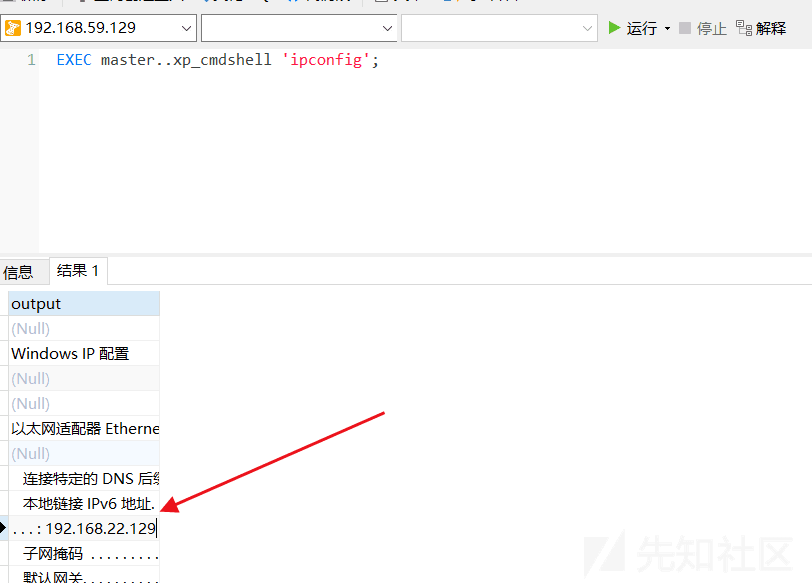 192.168.59.129
运行
停止
解释
1 EXEC master..xp_cmdshell 'ipconfig';
信息
结果 1
output
(Null)
Windows IP 配置
(Null)
(Null)
以太网适配器 Etherne
(Null)
连接特定的 DNS 后
本地链接 IPv6 地址.
. . . : 192.168.22.129
子网掩码 . . . . . . . . .
默认网关. . . . . . . . . .
先知社区